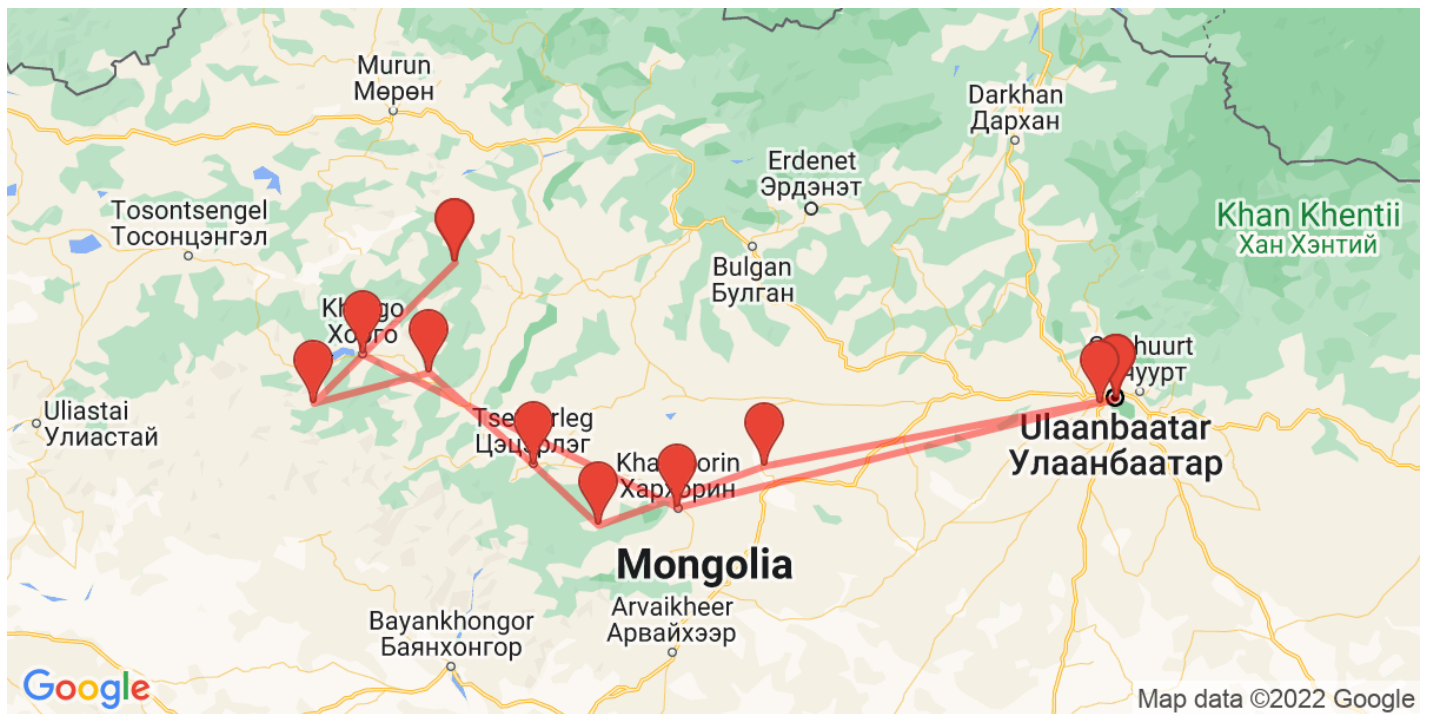 Murun
Мөрөн
Darkhan
Дархан
Erdenet
Эрдэнэт
Tosontsengel
Тосонцэнгэл
Khan Khentii
Хан Хэнтий
Bulgan
Булган
Uliastai
Улиастай
Ulaanbaatar
Улаанбаатар
Mongolia
Arvaikheer
Арвайхээр
Bayankhongor
Баянхонгор
Google
Map data ©2022 Google